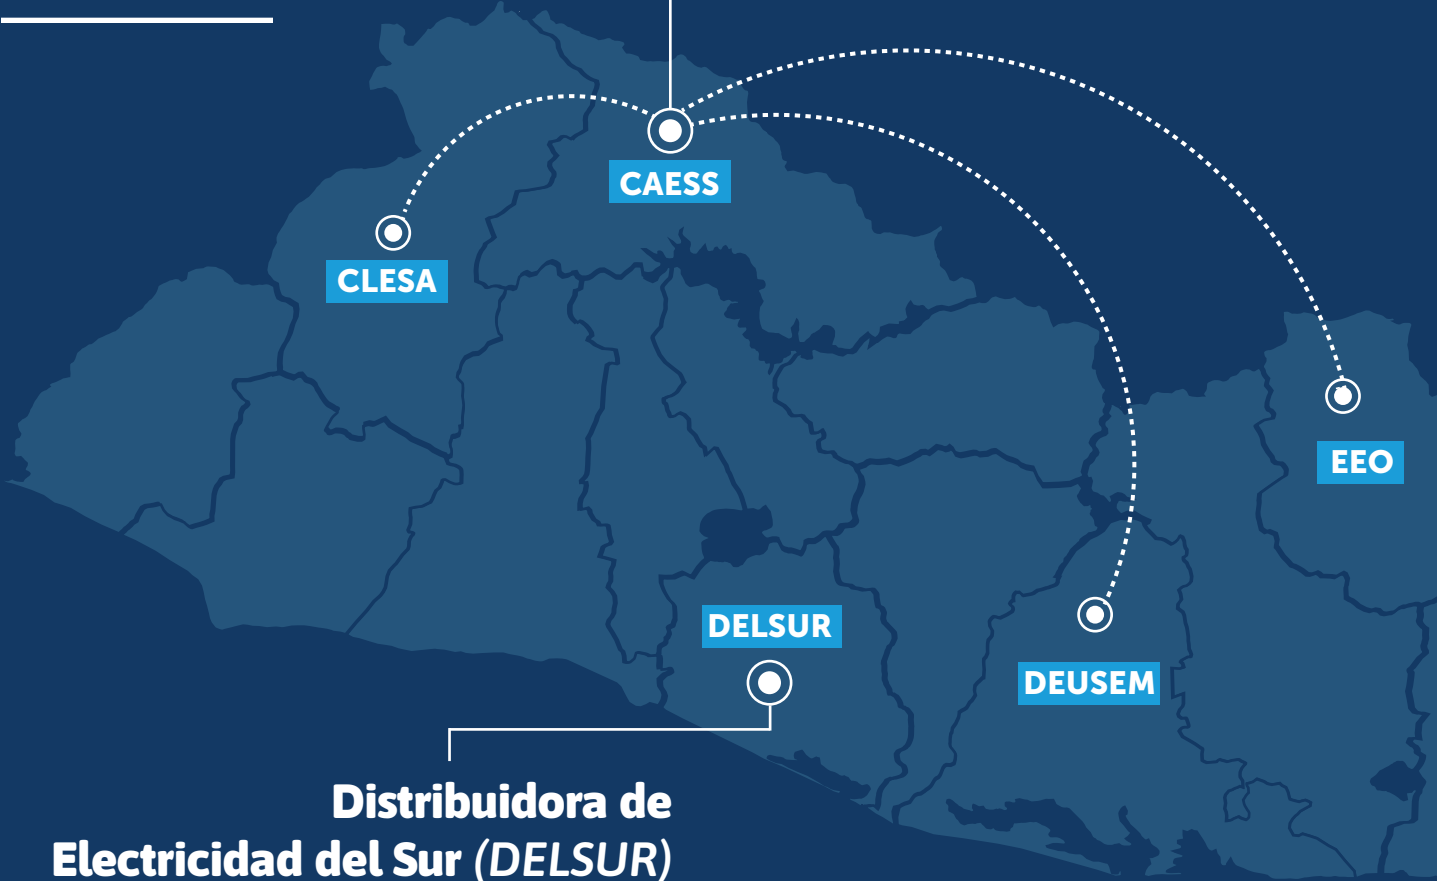 CAESS
CLESA
EEO
DELSUR
DEUSEM
Distribuidora de
Electricidad del Sur (DELSUR)